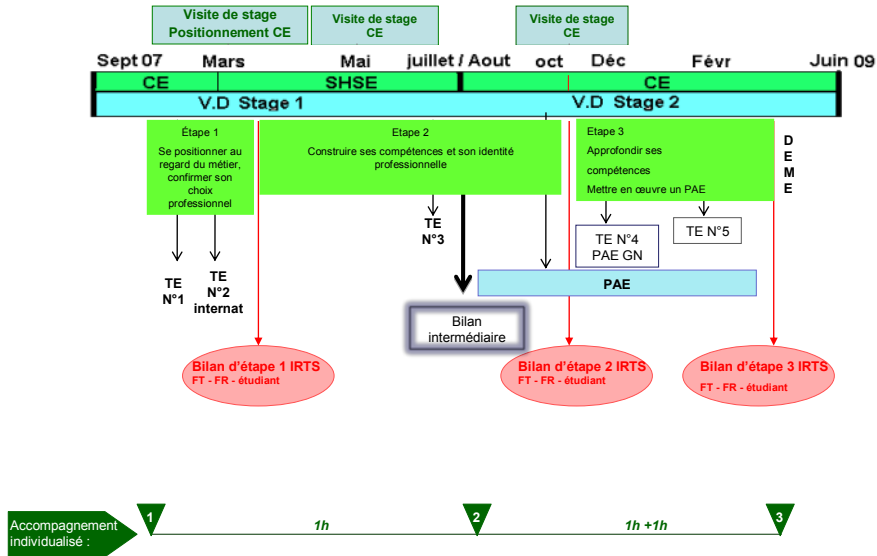 Visite de stage
Positionnement CE
Visite de stage
CE
Visite de stage
CE
Sept 07 Mars Mai juillet / Aout oct Déc Févr Juin 09
CE SHSE CE
V.D Stage 1 V.D Stage 2
Étape 1
Se positionner au
regard du métier,
confirmer son
choix
professionnel
Etape 2
Construire ses compétences et son identité
professionnelle
Etape 3
Approfondir ses
compétences
Mettre en œuvre un PAE
D
E
M
E
TE
N°1
TE
N°2
internat
TE
N°3
TE N°4
PAE GN
TE N°5
PAE
Bilan
intermédiaire
Bilan d'étape 1 IRTS
FT - FR - étudiant
Bilan d'étape 2 IRTS
FT - FR - étudiant
Bilan d'étape 3 IRTS
FT - FR - étudiant
Accompagnement
individualisé :
1 1h 2 1h +1h 3